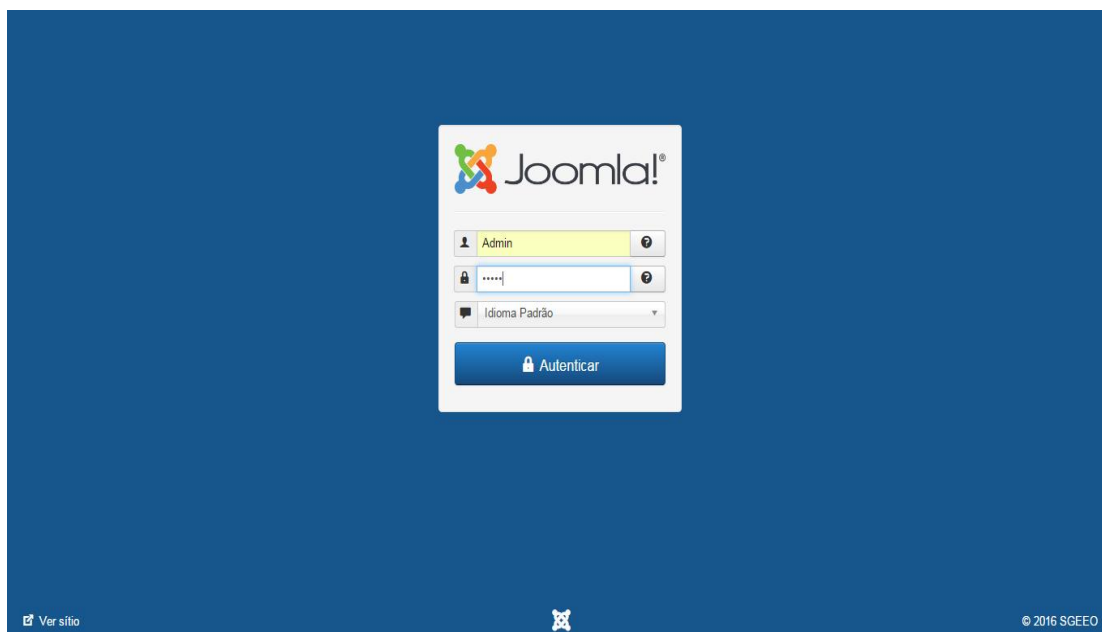 Joomla!®
Admin
•••••
Idioma Padrão
Autenticar
Ver sítio
© 2016 SGEEO